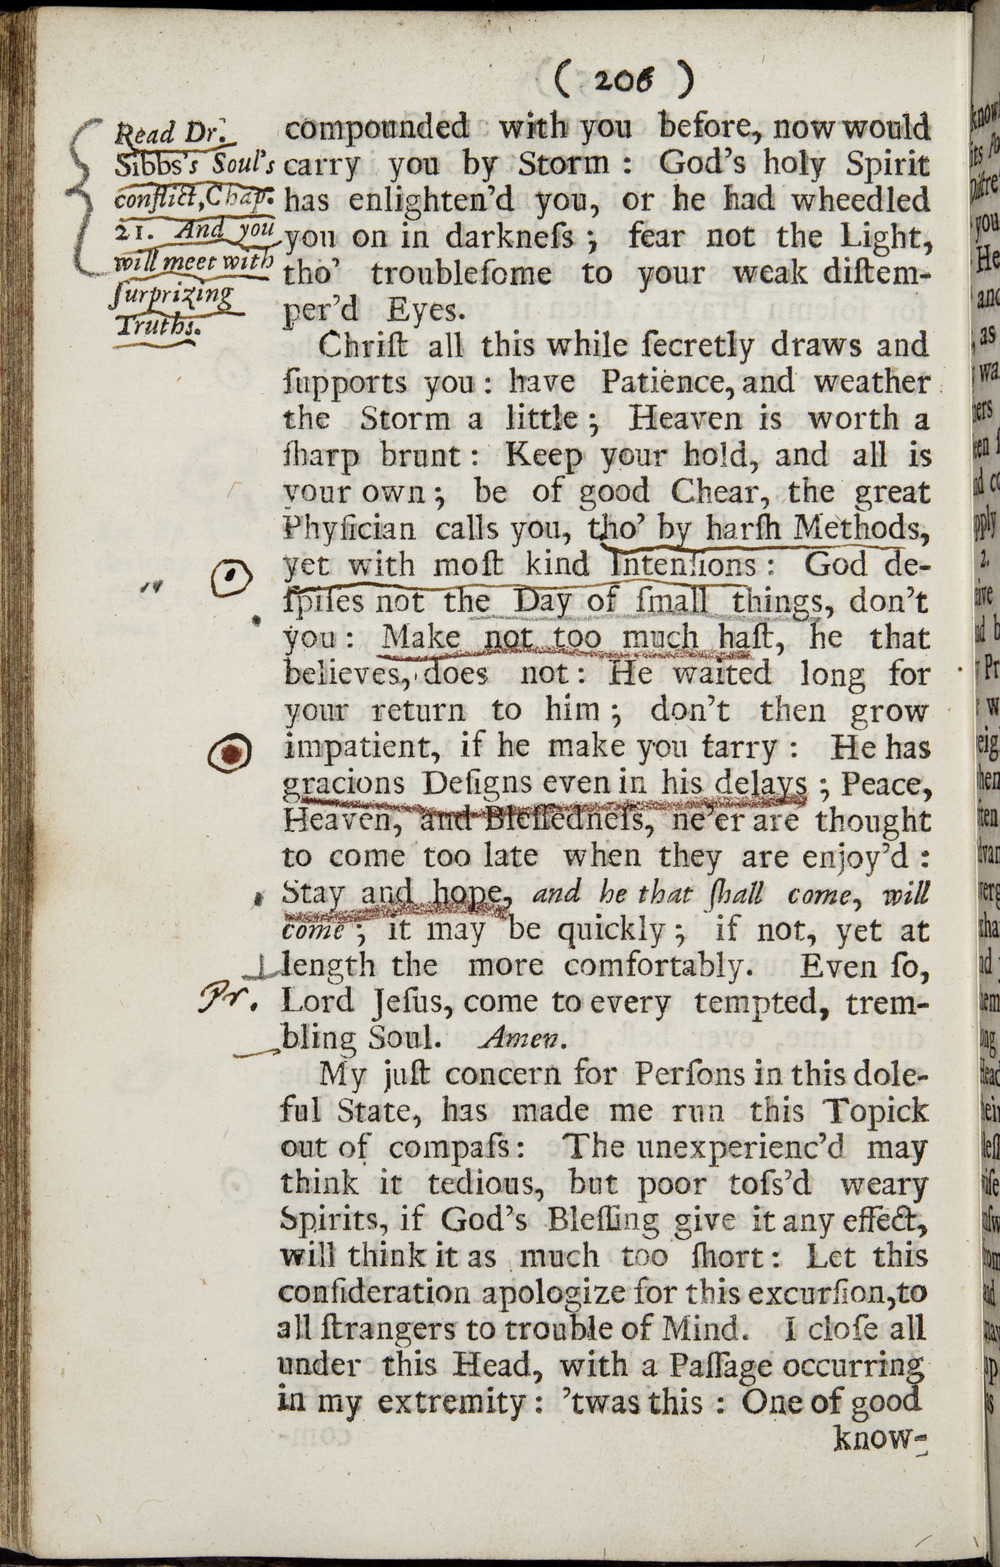 ( 206 )
Read Dr.
Sibbs's Soul's
conflict, Chap.
21. And you
will meet with
ſurprizing
Truths.
compounded with you before, now would
carry you by Storm : God's holy Spirit
has enlighten'd you, or he had wheedled
you on in darkneſs ; fear not the Light,
tho' troubleſome to your weak diſtem-
per'd Eyes.
Chriſt all this while ſecretly draws and
ſupports you : have Patience, and weather
the Storm a little ; Heaven is worth a
ſharp brunt : Keep your hold, and all is
your own ; be of good Chear, the great
Phyſician calls you, tho' by harſh Methods,
yet with moſt kind Intenſions : God de-
ſpiſes not the Day of ſmall things, don't
you : Make not too much haſt, he that
believes, does not : He waited long for
your return to him ; don't then grow
impatient, if he make you tarry : He has
gracions Deſigns even in his delays ; Peace,
Heaven, and Bleſſedneſs, ne'er are thought
to come too late when they are enjoy'd :
Stay and hope, and he that ſhall come, will
come ; it may be quickly ; if not, yet at
length the more comfortably. Even ſo,
Pr.
Lord Jeſus, come to every tempted, trem-
bling Soul. Amen.
My juſt concern for Perſons in this dole-
ful State, has made me run this Topick
out of compaſs : The unexperienc'd may
think it tedious, but poor toſs'd weary
Spirits, if God's Bleſſing give it any effect,
will think it as much too ſhort : Let this
conſideration apologize for this excurſion, to
all ſtrangers to trouble of Mind. I cloſe all
under this Head, with a Paſſage occurring
in my extremity : 'twas this : One of good
know-